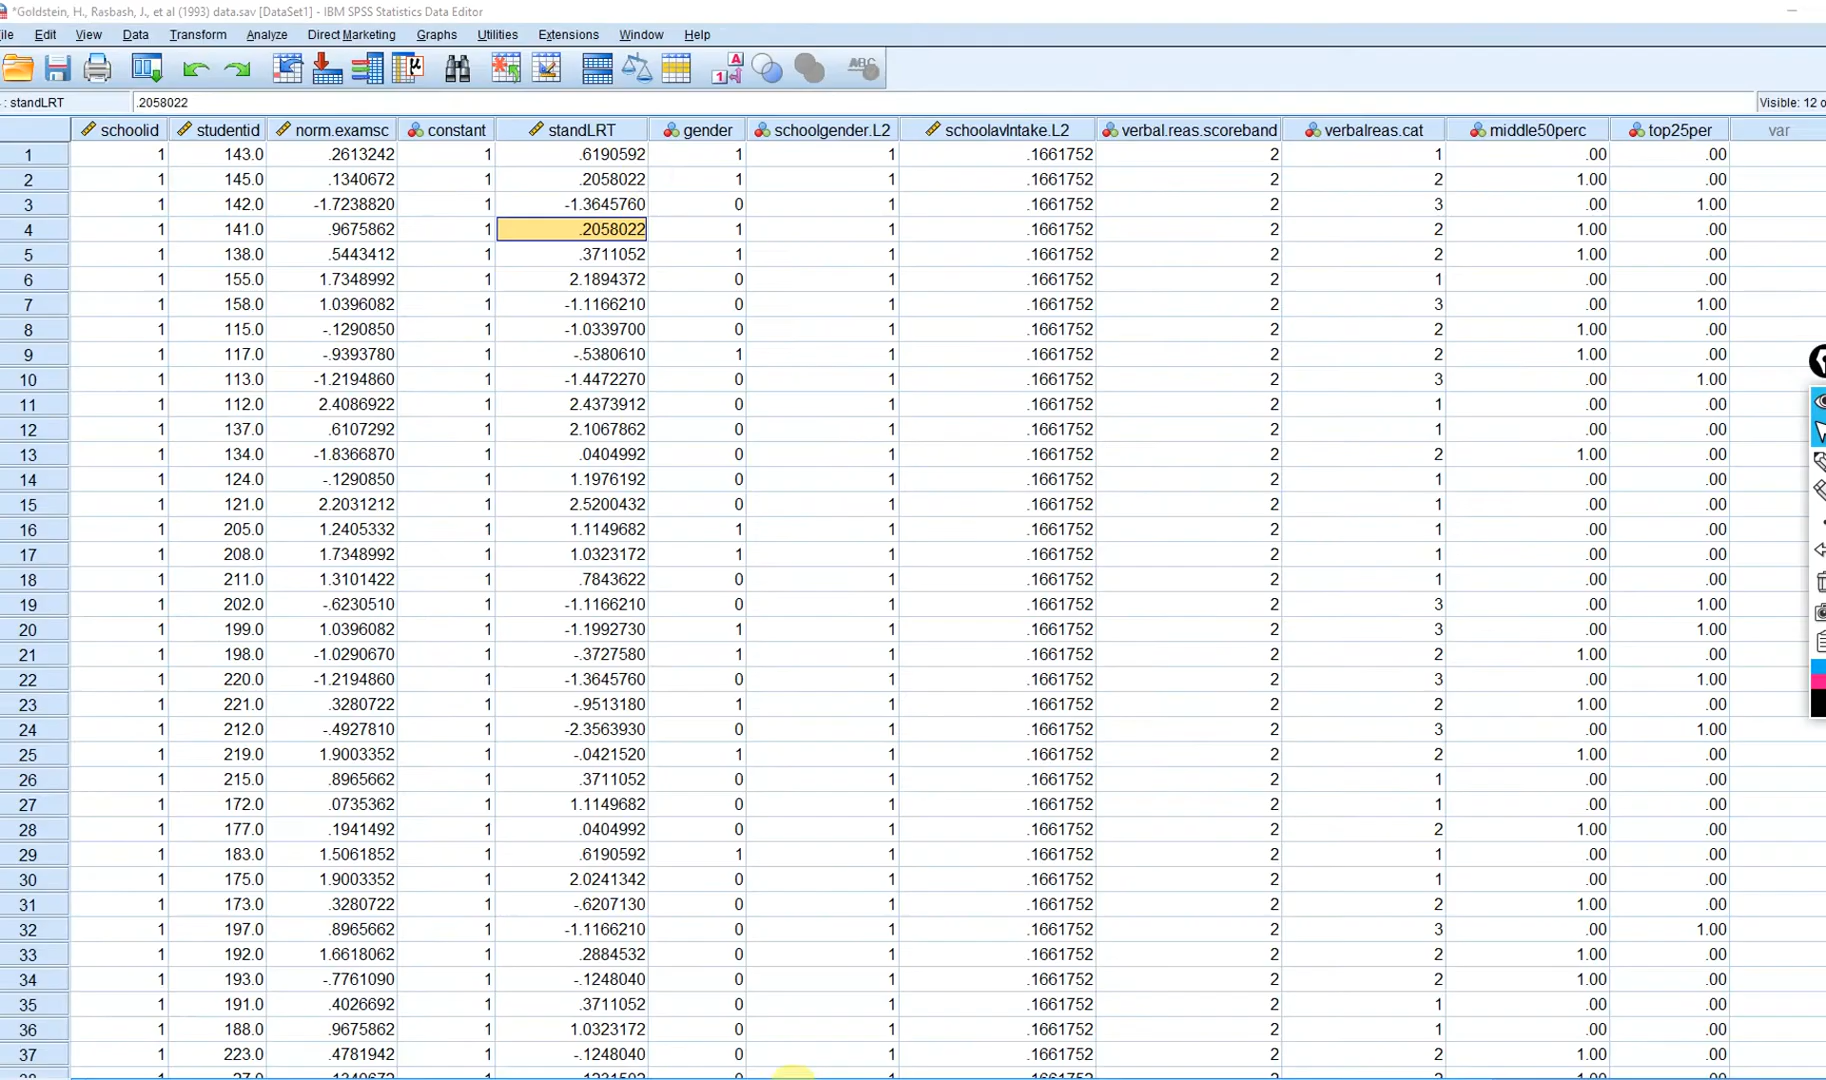 *Goldstein, H., Rasbash, J., et al (1993) data.sav [DataSet1] - IBM SPSS Statistics Data Editor
ile Edit View Data Transform Analyze Direct Marketing Graphs Utilities Extensions Window Help
: standLRT .2058022 Visible: 12 o
schoolid studentid norm.examsc constant standLRT gender schoolgender.L2 schoolavIntake.L2 verbal.reas.scoreband verbalreas.cat middle50perc top25per var
1 1 143.0 .2613242 1 .6190592 1 1 .1661752 2 1 .00 .00
2 1 145.0 .1340672 1 .2058022 1 1 .1661752 2 2 1.00 .00
3 1 142.0 -1.7238820 1 -1.3645760 0 1 .1661752 2 3 .00 1.00
4 1 141.0 .9675862 1 .2058022 1 1 .1661752 2 2 1.00 .00
5 1 138.0 .5443412 1 .3711052 1 1 .1661752 2 2 1.00 .00
6 1 155.0 1.7348992 1 2.1894372 0 1 .1661752 2 1 .00 .00
7 1 158.0 1.0396082 1 -1.1166210 0 1 .1661752 2 3 .00 1.00
8 1 115.0 -.1290850 1 -1.0339700 0 1 .1661752 2 2 1.00 .00
9 1 117.0 -.9393780 1 -.5380610 1 1 .1661752 2 2 1.00 .00
10 1 113.0 -1.2194860 1 -1.4472270 0 1 .1661752 2 3 .00 1.00
11 1 112.0 2.4086922 1 2.4373912 0 1 .1661752 2 1 .00 .00
12 1 137.0 .6107292 1 2.1067862 0 1 .1661752 2 1 .00 .00
13 1 134.0 -1.8366870 1 .0404992 0 1 .1661752 2 2 1.00 .00
14 1 124.0 -.1290850 1 1.1976192 0 1 .1661752 2 1 .00 .00
15 1 121.0 2.2031212 1 2.5200432 0 1 .1661752 2 1 .00 .00
16 1 205.0 1.2405332 1 1.1149682 1 1 .1661752 2 1 .00 .00
17 1 208.0 1.7348992 1 1.0323172 1 1 .1661752 2 1 .00 .00
18 1 211.0 1.3101422 1 .7843622 0 1 .1661752 2 1 .00 .00
19 1 202.0 -.6230510 1 -1.1166210 0 1 .1661752 2 3 .00 1.00
20 1 199.0 1.0396082 1 -1.1992730 1 1 .1661752 2 3 .00 1.00
21 1 198.0 -1.0290670 1 -.3727580 1 1 .1661752 2 2 1.00 .00
22 1 220.0 -1.2194860 1 -1.3645760 0 1 .1661752 2 3 .00 1.00
23 1 221.0 .3280722 1 -.9513180 1 1 .1661752 2 2 1.00 .00
24 1 212.0 -.4927810 1 -2.3563930 0 1 .1661752 2 3 .00 1.00
25 1 219.0 1.9003352 1 -.0421520 1 1 .1661752 2 2 1.00 .00
26 1 215.0 .8965662 1 .3711052 0 1 .1661752 2 1 .00 .00
27 1 172.0 .0735362 1 1.1149682 0 1 .1661752 2 1 .00 .00
28 1 177.0 .1941492 1 .0404992 0 1 .1661752 2 2 1.00 .00
29 1 183.0 1.5061852 1 .6190592 1 1 .1661752 2 1 .00 .00
30 1 175.0 1.9003352 1 2.0241342 0 1 .1661752 2 1 .00 .00
31 1 173.0 .3280722 1 -.6207130 0 1 .1661752 2 2 1.00 .00
32 1 197.0 .8965662 1 -1.1166210 0 1 .1661752 2 3 .00 1.00
33 1 192.0 1.6618062 1 .2884532 0 1 .1661752 2 2 1.00 .00
34 1 193.0 -.7761090 1 -.1248040 0 1 .1661752 2 2 1.00 .00
35 1 191.0 .4026692 1 .3711052 0 1 .1661752 2 1 .00 .00
36 1 188.0 .9675862 1 1.0323172 0 1 .1661752 2 1 .00 .00
37 1 223.0 .4781942 1 -.1248040 0 1 .1661752 2 2 1.00 .00